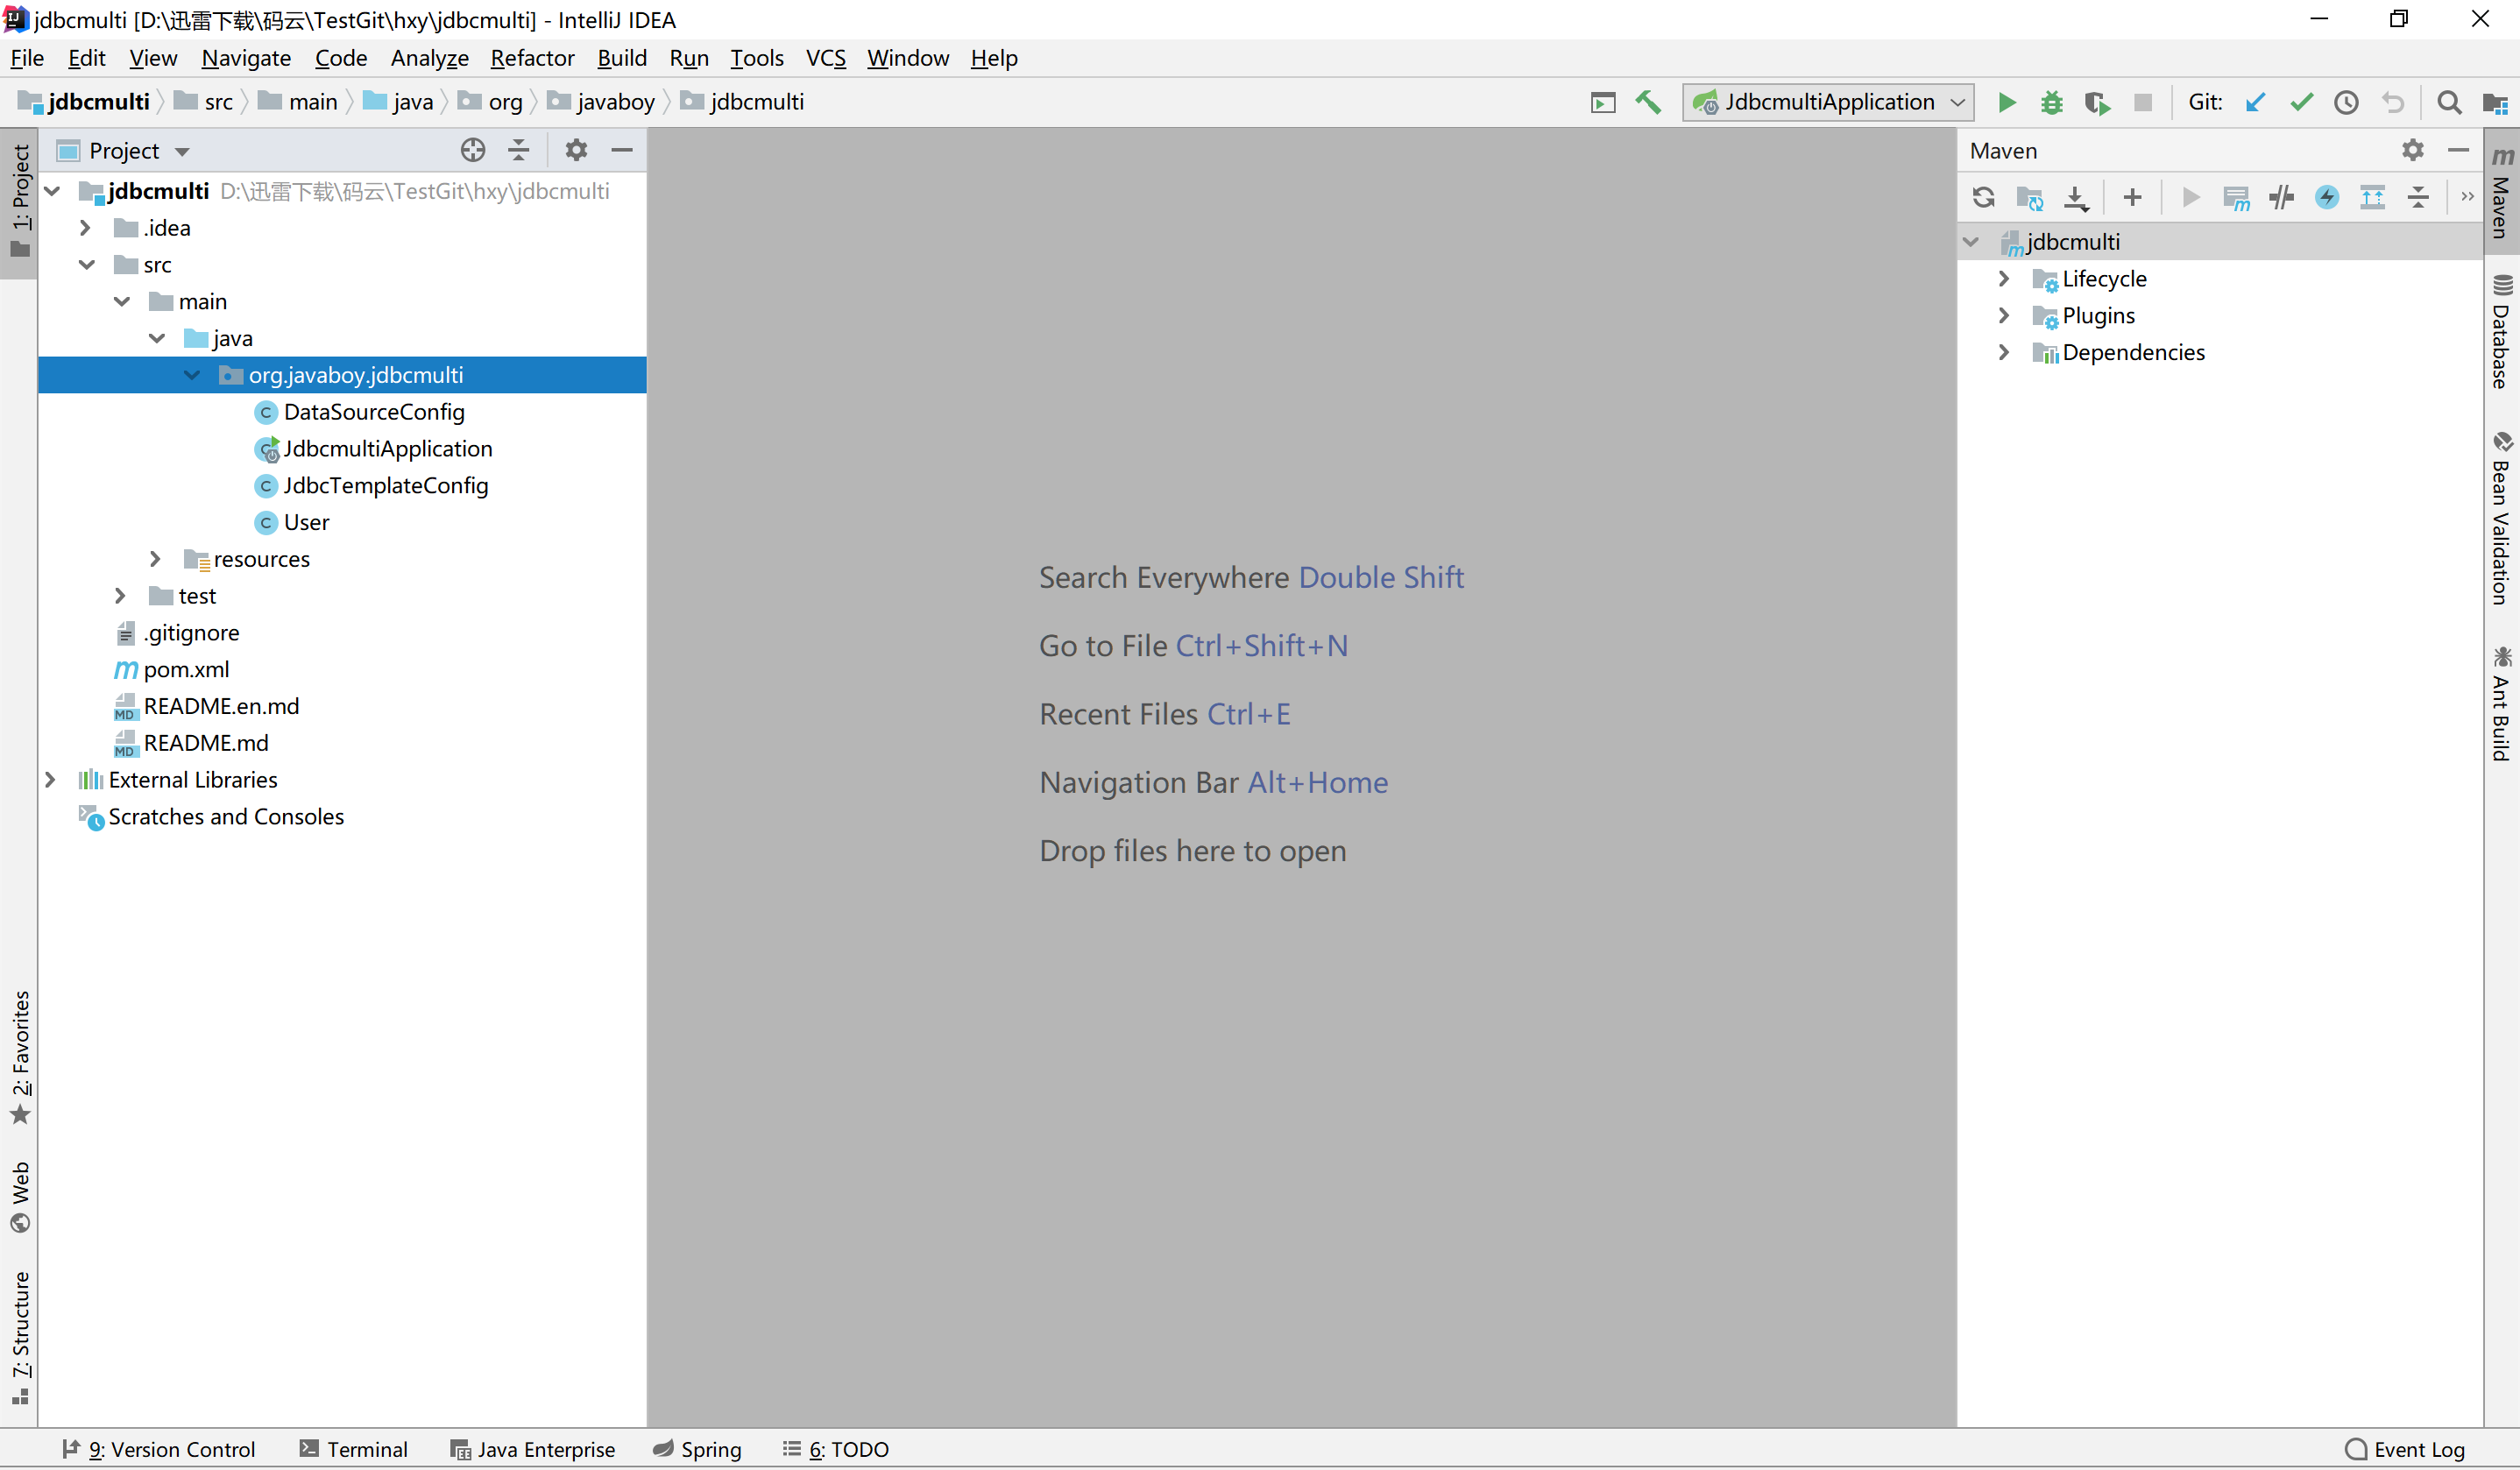 jdbcmulti [D:\迅雷下载\码云\TestGit\hxy\jdbcmulti] - IntelliJ IDEA
File Edit View Navigate Code Analyze Refactor Build Run Tools VCS Window Help
jdbcmulti src main java org javaboy jdbcmulti JdbcmultiApplication Git:
1: Project
2: Favorites
Web
7: Structure
Project
jdbcmulti D:\迅雷下载\码云\TestGit\hxy\jdbcmulti
.idea
src
main
java
org.javaboy.jdbcmulti
DataSourceConfig
JdbcmultiApplication
JdbcTemplateConfig
User
resources
test
.gitignore
pom.xml
README.en.md
README.md
External Libraries
Scratches and Consoles
Search Everywhere Double Shift
Go to File Ctrl+Shift+N
Recent Files Ctrl+E
Navigation Bar Alt+Home
Drop files here to open
Maven
jdbcmulti
Lifecycle
Plugins
Dependencies
Maven
Database
Bean Validation
Ant Build
9: Version Control Terminal Java Enterprise Spring 6: TODO Event Log